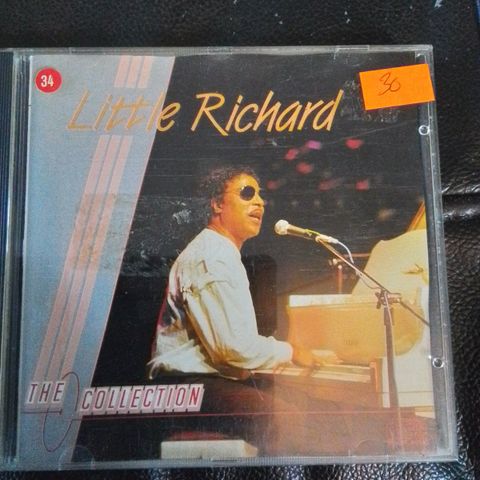 34
30
Little Richard
THE COLLECTION